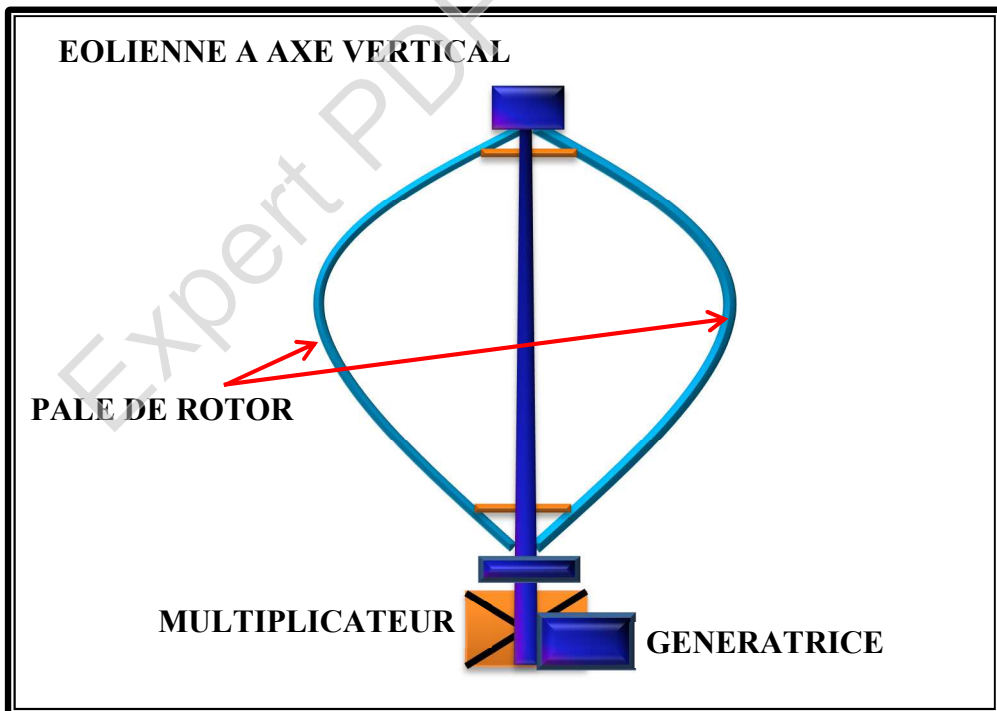 EOLIENNE A AXE VERTICAL
Expert PDF
PALE DE ROTOR
MULTIPLICATEUR
GENERATRICE